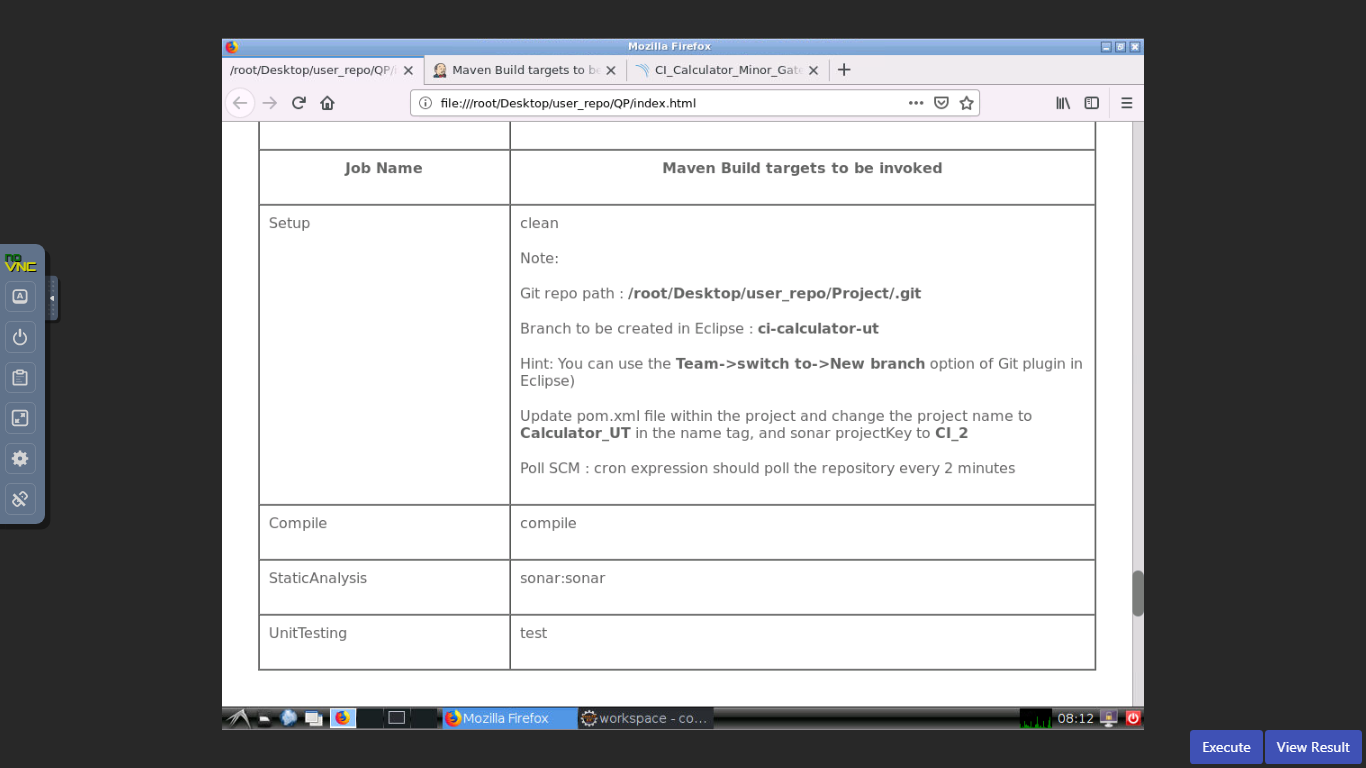 Mozilla Firefox
/root/Desktop/user_repo/QP/i
Maven Build targets to be
CI_Calculator_Minor_Gate
file:///root/Desktop/user_repo/QP/index.html
Job Name
Maven Build targets to be invoked
Setup
clean
Note:
Git repo path : /root/Desktop/user_repo/Project/.git
Branch to be created in Eclipse : ci-calculator-ut
Hint: You can use the Team->switch to->New branch option of Git plugin in
Eclipse)
Update pom.xml file within the project and change the project name to
Calculator_UT in the name tag, and sonar projectKey to CI_2
Poll SCM : cron expression should poll the repository every 2 minutes
Compile
compile
StaticAnalysis
sonar:sonar
UnitTesting
test
no
VNC
A
Mozilla Firefox
workspace - co...
08:12
Execute
View Result